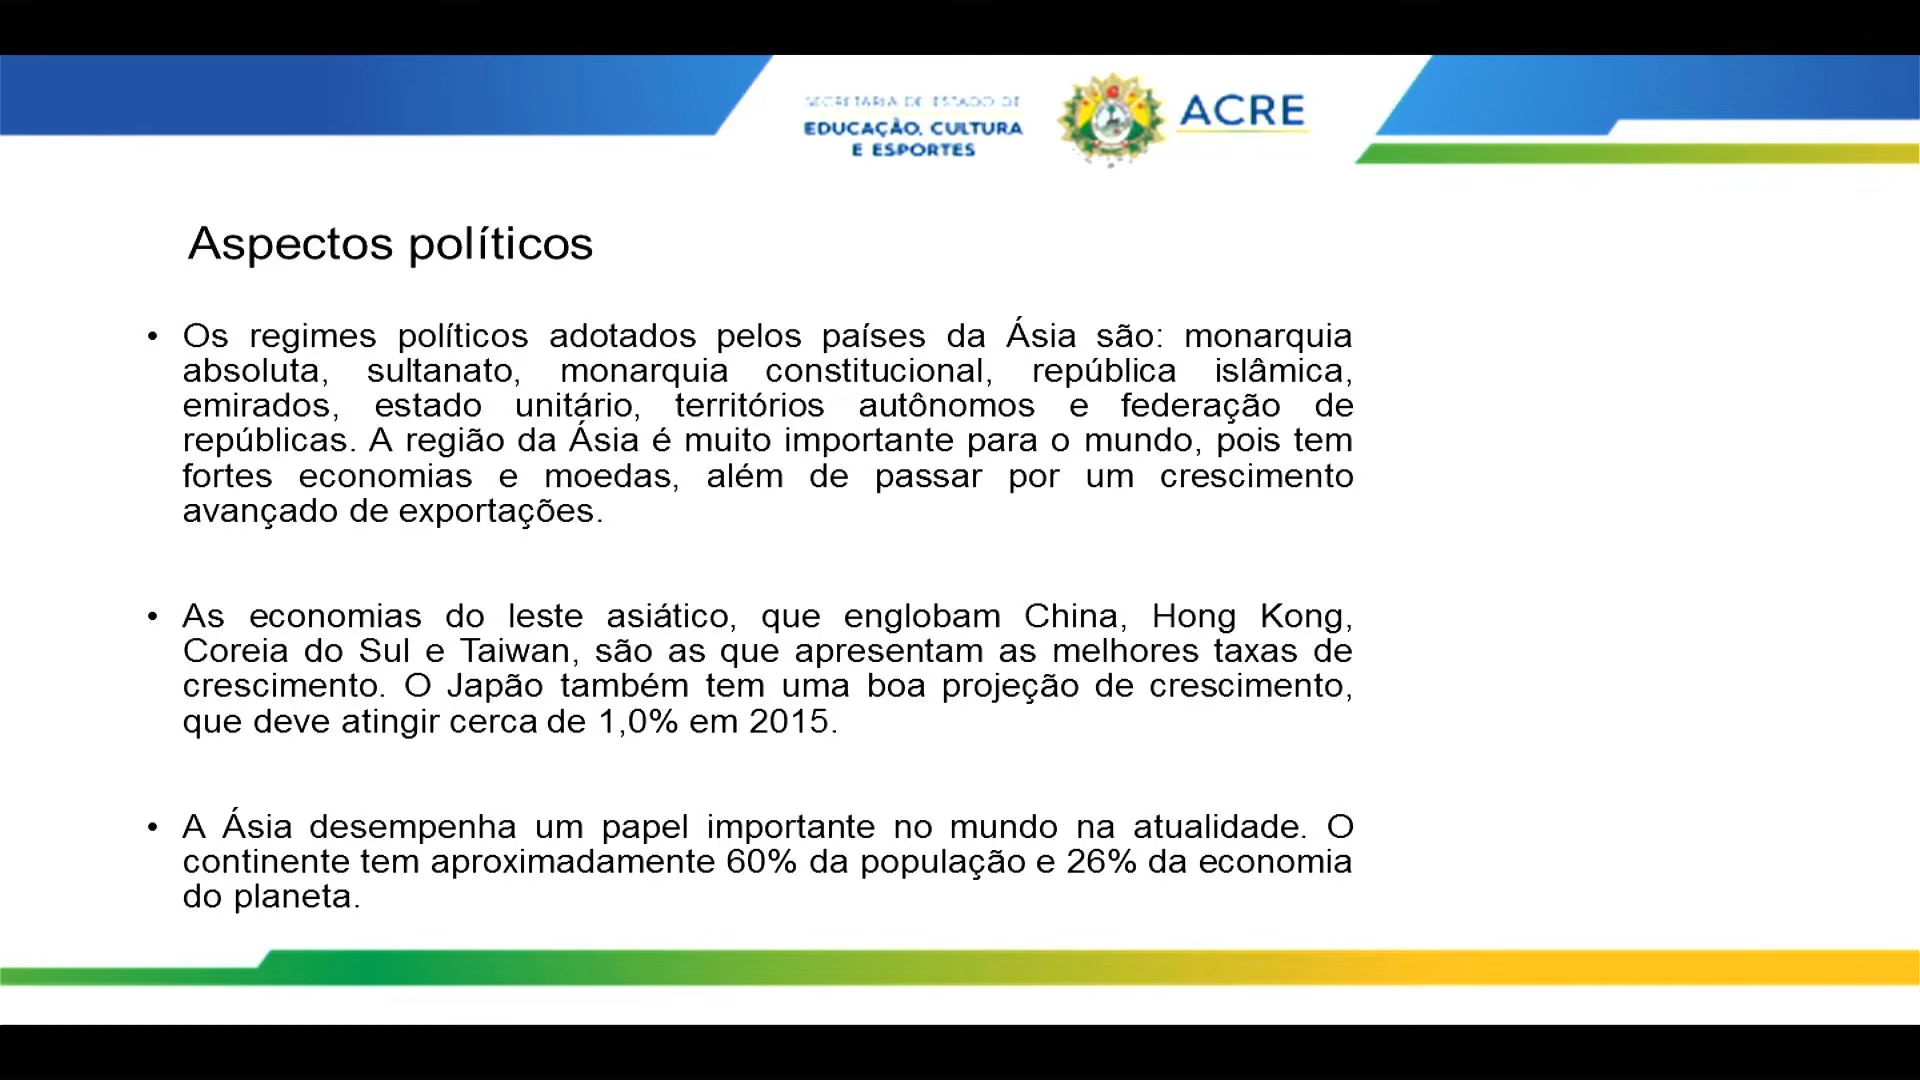 SECRETARIA DE ESTADO DE
EDUCAÇÃO, CULTURA
E ESPORTES
ACRE
Aspectos políticos
• Os regimes políticos adotados pelos países da Ásia são: monarquia
absoluta, sultanato, monarquia constitucional, república islâmica,
emirados, estado unitário, territórios autônomos e federação de
repúblicas. A região da Ásia é muito importante para o mundo, pois tem
fortes economias e moedas, além de passar por um crescimento
avançado de exportações.
• As economias do leste asiático, que englobam China, Hong Kong,
Coreia do Sul e Taiwan, são as que apresentam as melhores taxas de
crescimento. O Japão também tem uma boa projeção de crescimento,
que deve atingir cerca de 1,0% em 2015.
• A Ásia desempenha um papel importante no mundo na atualidade. O
continente tem aproximadamente 60% da população e 26% da economia
do planeta.